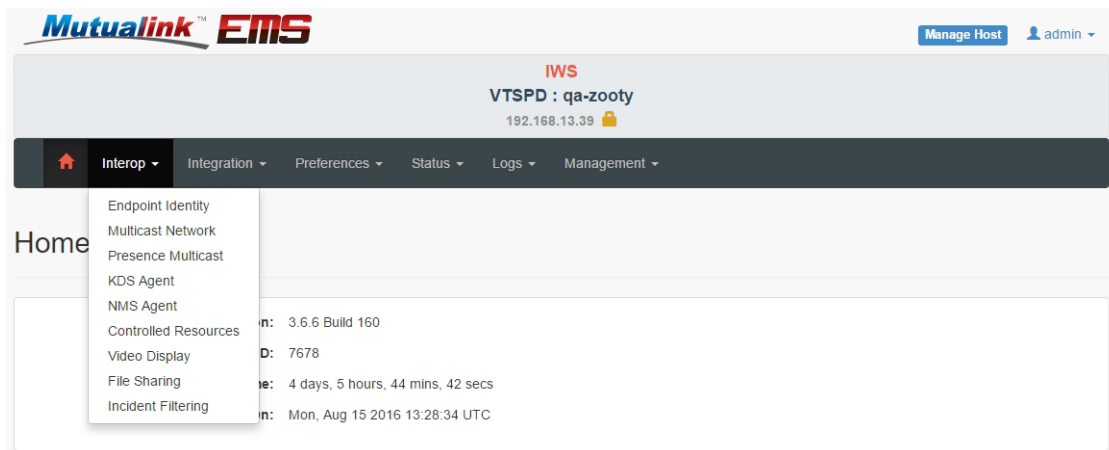 Mutualink™ EMS
Manage Host admin
IWS
VTSPD : qa-zooty
192.168.13.39
Interop Integration Preferences Status Logs Management
Endpoint Identity
Multicast Network
Home
Presence Multicast
KDS Agent
NMS Agent
Controlled Resources
n: 3.6.6 Build 160
Video Display
D: 7678
File Sharing
e: 4 days, 5 hours, 44 mins, 42 secs
Incident Filtering
n: Mon, Aug 15 2016 13:28:34 UTC